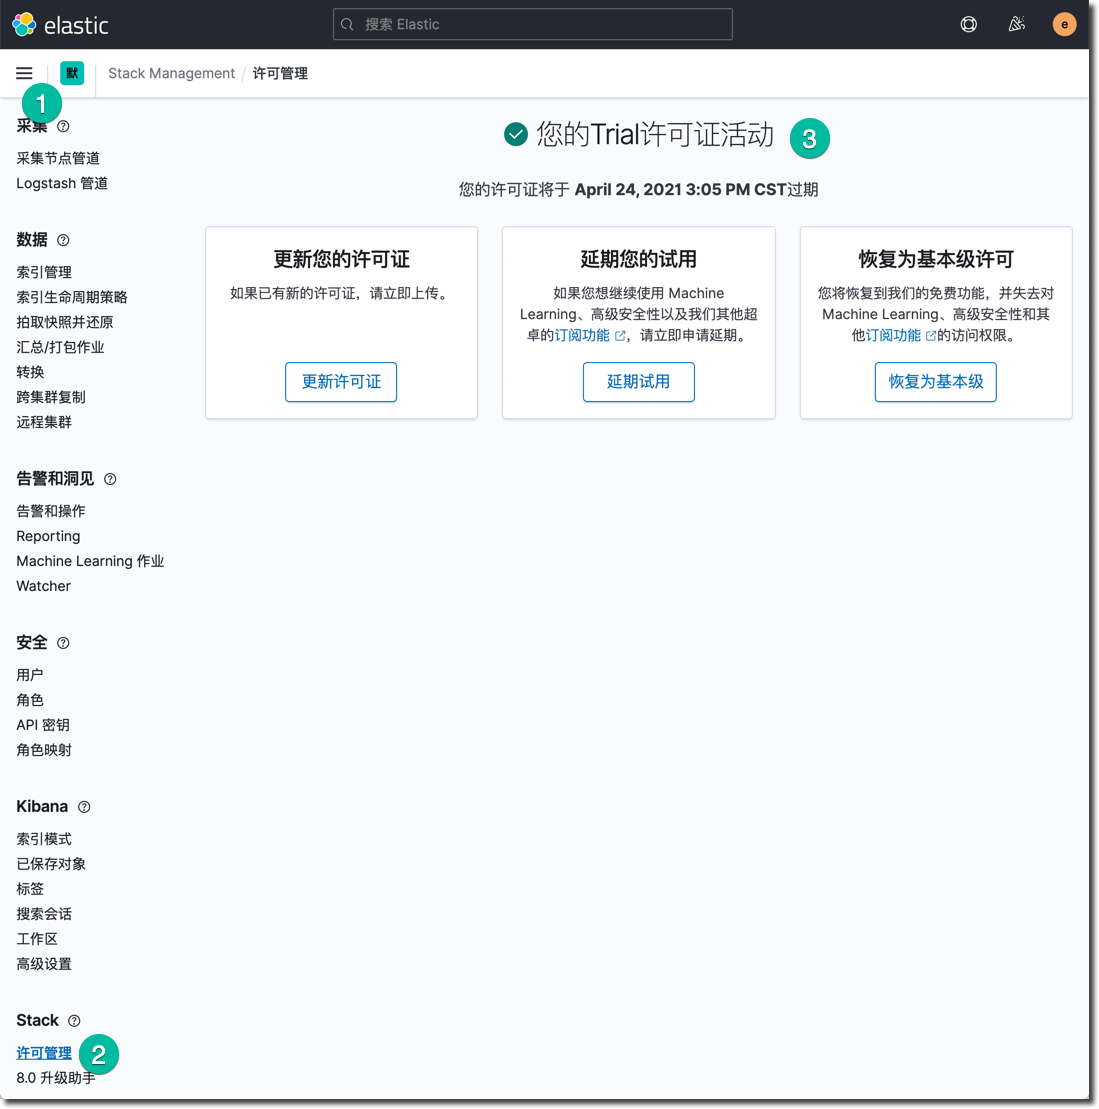 elastic
搜索 Elastic
e
默
Stack Management / 许可管理
1
采集
采集节点管道
Logstash 管道
数据
索引管理
索引生命周期策略
拍取快照并还原
汇总/打包作业
转换
跨集群复制
远程集群
告警和洞见
告警和操作
Reporting
Machine Learning 作业
Watcher
安全
用户
角色
API 密钥
角色映射
Kibana
索引模式
已保存对象
标签
搜索会话
工作区
高级设置
Stack
许可管理 2
8.0 升级助手
您的Trial许可证活动 3
您的许可证将于 April 24, 2021 3:05 PM CST过期
更新您的许可证
如果已有新的许可证，请立即上传。
更新许可证
延期您的试用
如果您想继续使用 Machine
Learning、高级安全性以及我们其他超
卓的订阅功能，请立即申请延期。
延期试用
恢复为基本级许可
您将恢复到我们的免费功能，并失去对
Machine Learning、高级安全性和其
他订阅功能的访问权限。
恢复为基本级